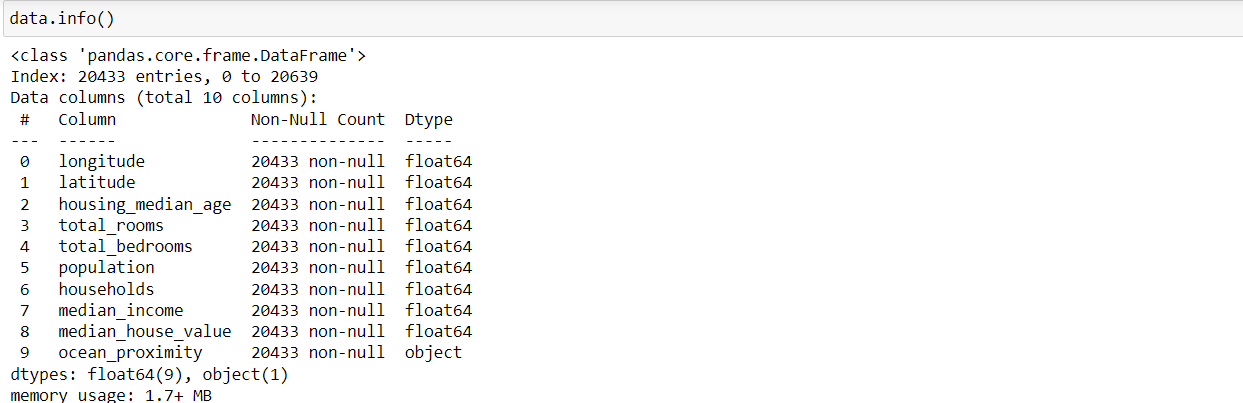 data.info()
<class 'pandas.core.frame.DataFrame'>
Index: 20433 entries, 0 to 20639
Data columns (total 10 columns):
 #   Column              Non-Null Count  Dtype
---  ------              --------------  -----
 0   longitude           20433 non-null  float64
 1   latitude            20433 non-null  float64
 2   housing_median_age  20433 non-null  float64
 3   total_rooms         20433 non-null  float64
 4   total_bedrooms      20433 non-null  float64
 5   population          20433 non-null  float64
 6   households          20433 non-null  float64
 7   median_income       20433 non-null  float64
 8   median_house_value  20433 non-null  float64
 9   ocean_proximity     20433 non-null  object
dtypes: float64(9), object(1)
memory usage: 1.7+ MB